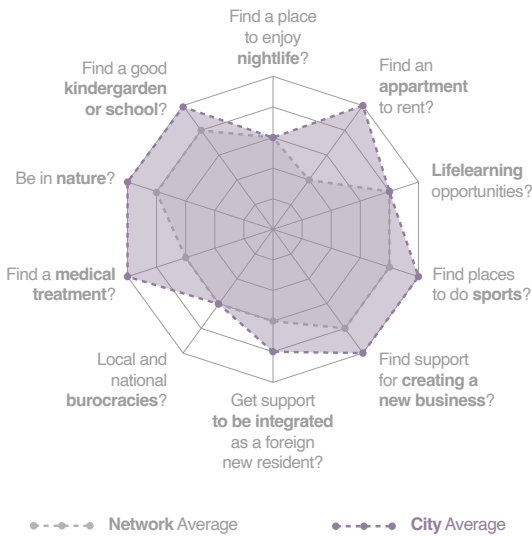 Find a place
to enjoy
nightlife?
Find an
appartment
to rent?
Lifelearning
opportunities?
Find places
to do sports?
Find support
for creating a
new business?
Get support
to be integrated
as a foreign
new resident?
Local and
national
burocracies?
Find a medical
treatment?
Be in nature?
Find a good
kindergarden
or school?
Network Average
City Average